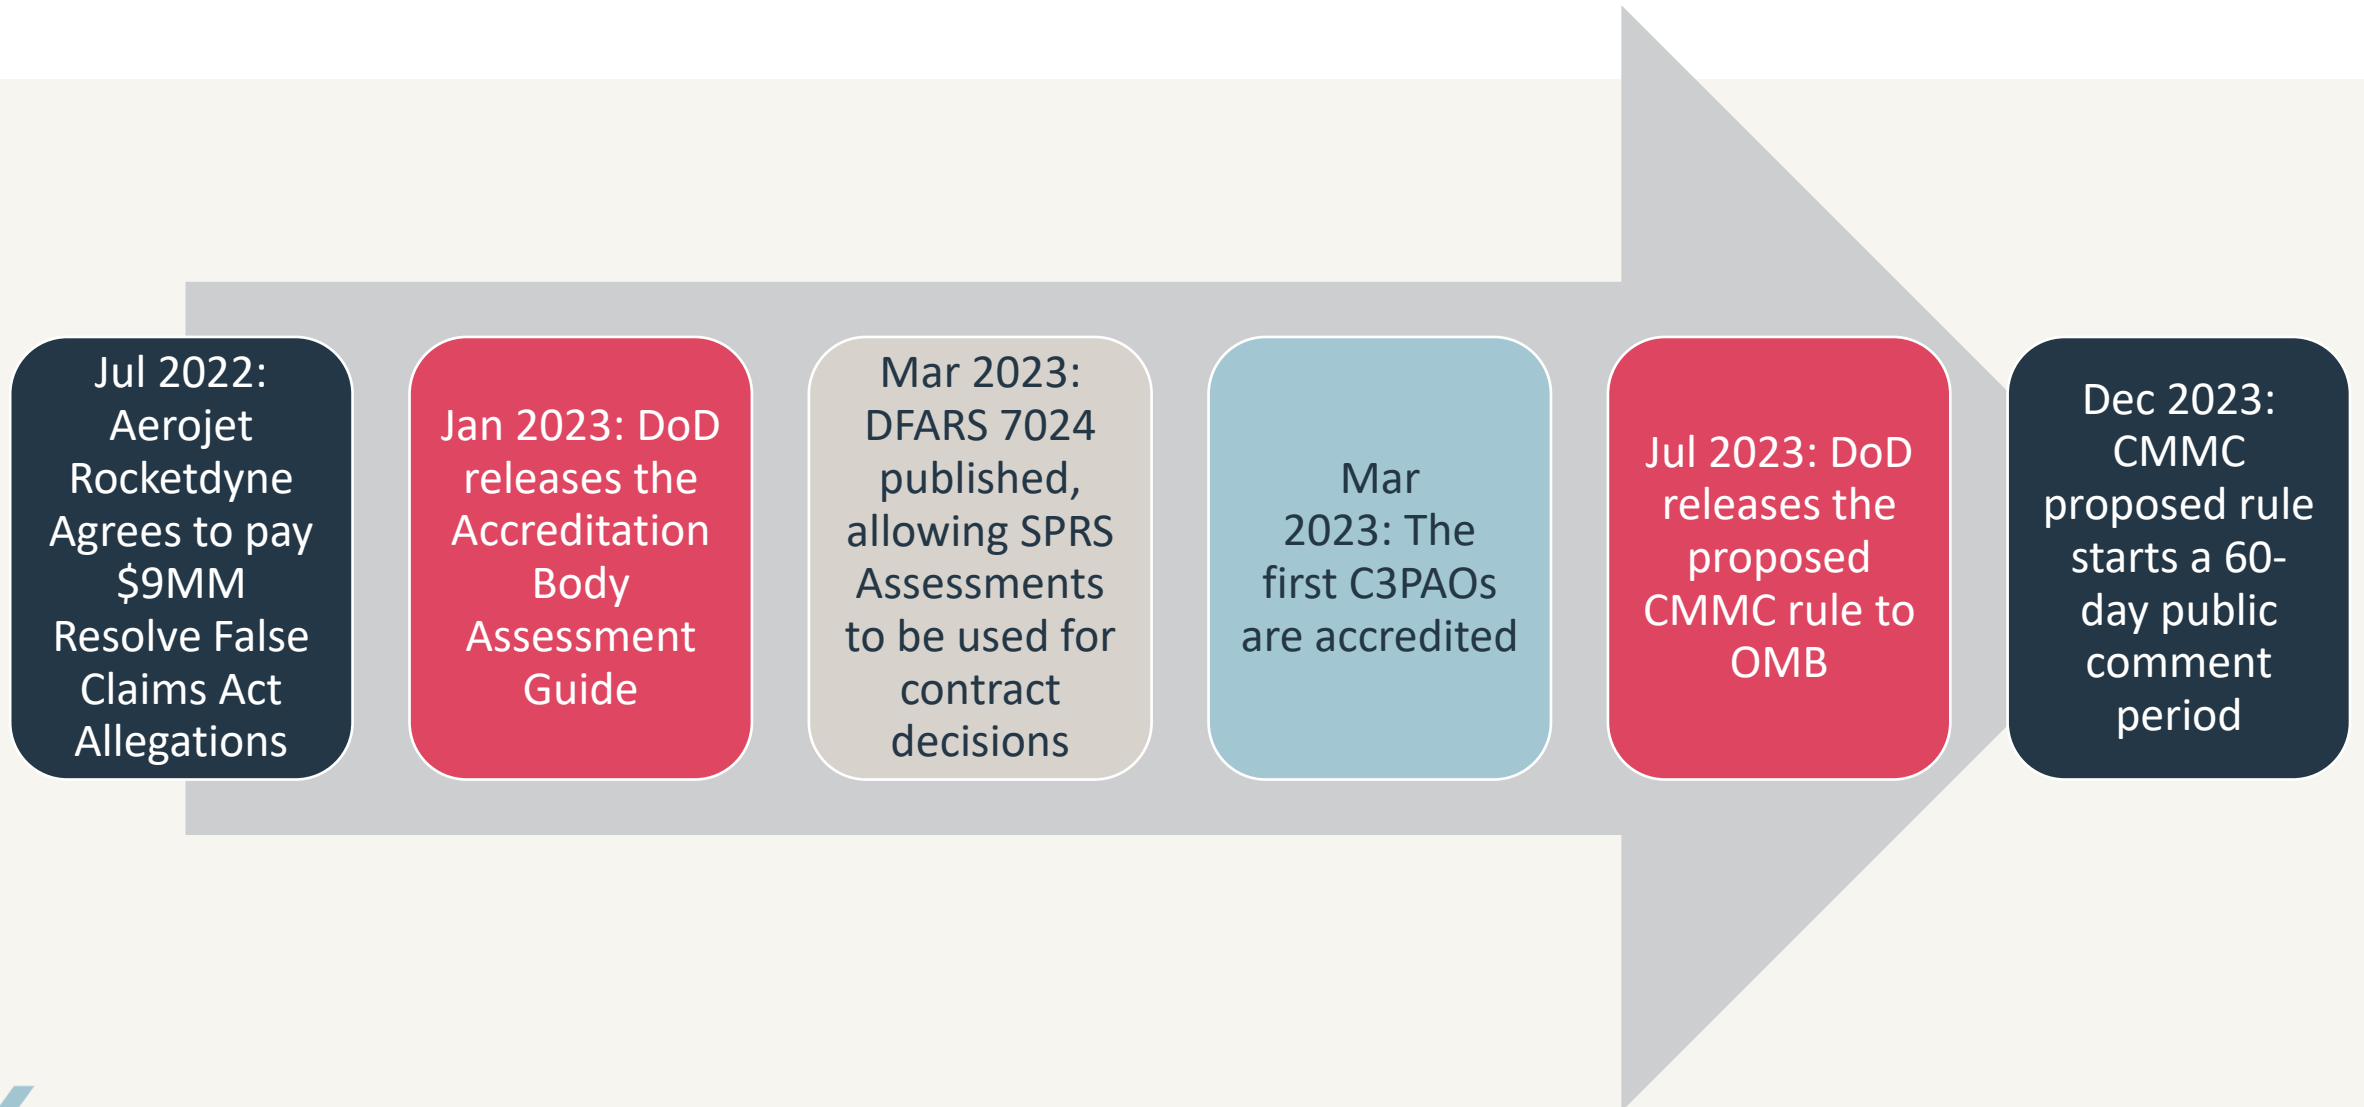 Jul 2022:
Aerojet
Rocketdyne
Agrees to pay
$9MM
Resolve False
Claims Act
Allegations
Jan 2023: DoD
releases the
Accreditation
Body
Assessment
Guide
Mar 2023:
DFARS 7024
published,
allowing SPRS
Assessments
to be used for
contract
decisions
Mar
2023: The
first C3PAOs
are accredited
Jul 2023: DoD
releases the
proposed
CMMC rule to
OMB
Dec 2023:
CMMC
proposed rule
starts a 60-
day public
comment
period